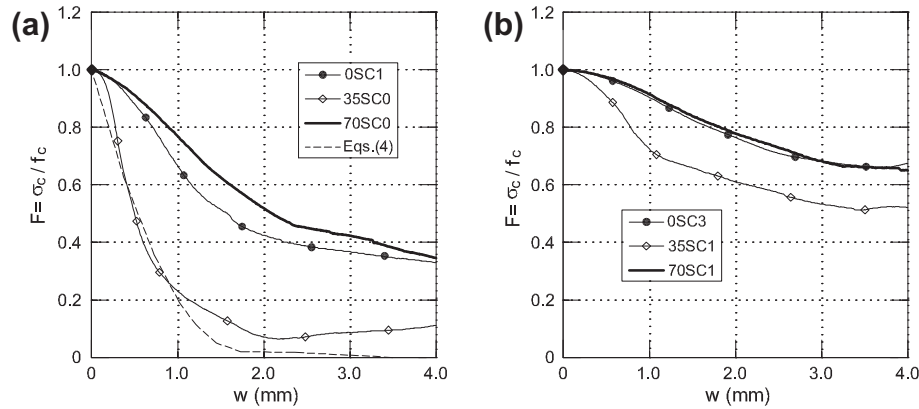 (a)
F= σc / fc
1.2
1.0
0.8
0.6
0.4
0.2
0
0SC1
35SC0
70SC0
Eqs.(4)
0 1.0 2.0 3.0 4.0
w (mm)
(b)
F= σc / fc
1.2
1.0
0.8
0.6
0.4
0.2
0
0SC3
35SC1
70SC1
0 1.0 2.0 3.0 4.0
w (mm)